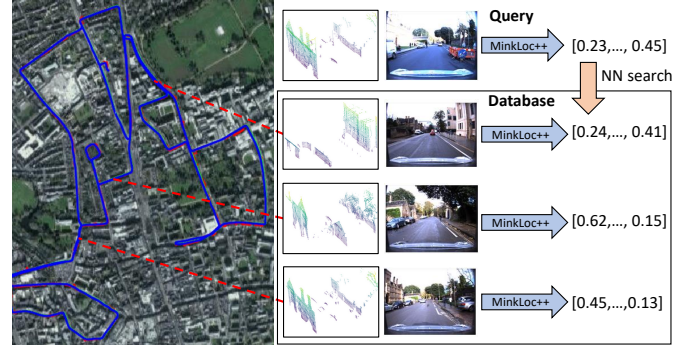 Query
MinkLoc++
[0.23,..., 0.45]
NN search
Database
MinkLoc++
[0.24,..., 0.41]
MinkLoc++
[0.62,..., 0.15]
MinkLoc++
[0.45,...,0.13]